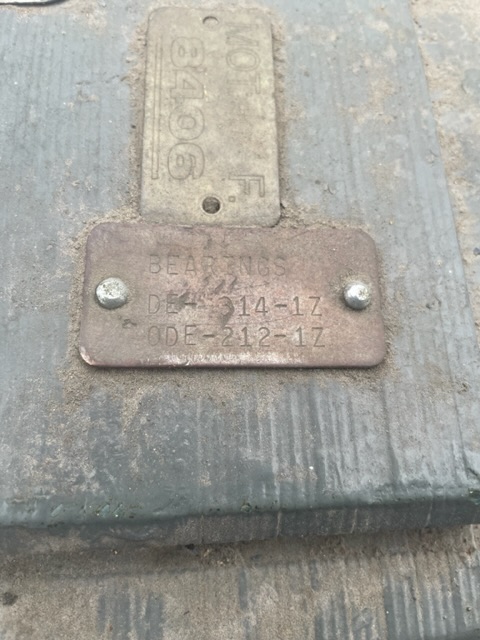 MOT F.
8406
BEARINGS
DE- 314-1Z
ODE-212-1Z